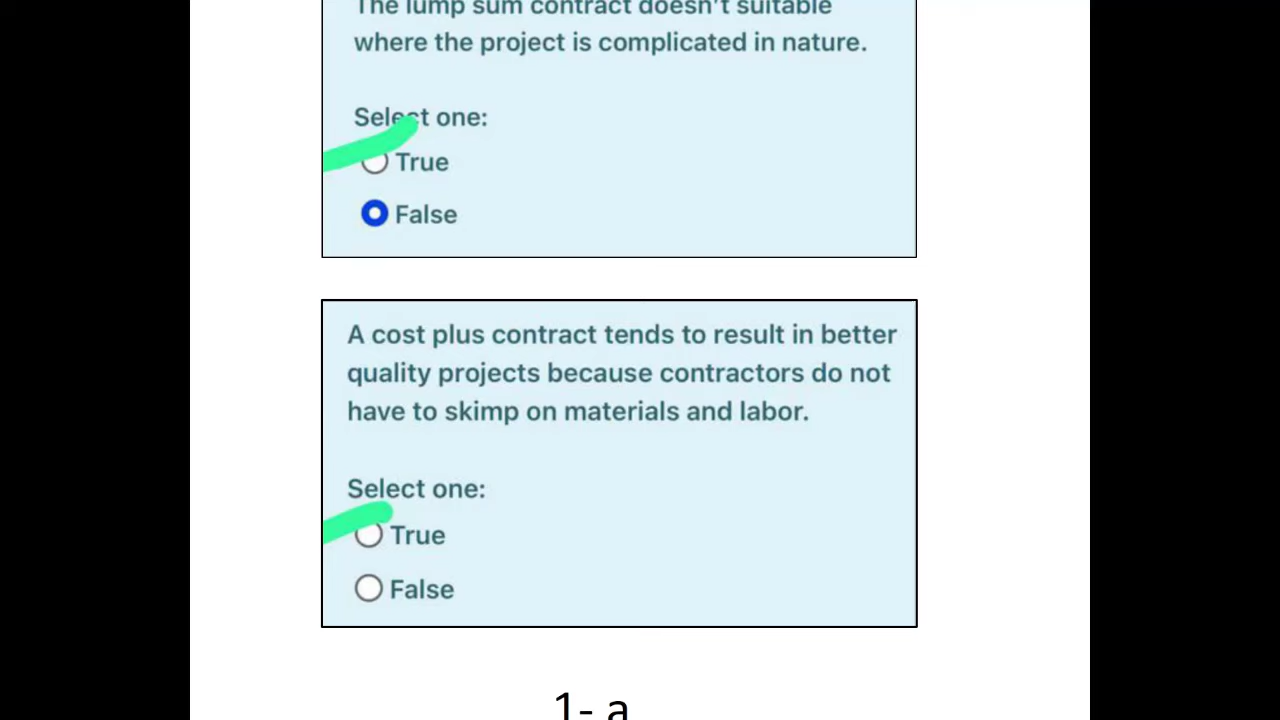 The lump sum contract doesn't suitable
where the project is complicated in nature.
Select one:
True
False
A cost plus contract tends to result in better
quality projects because contractors do not
have to skimp on materials and labor.
Select one:
True
False
1- a